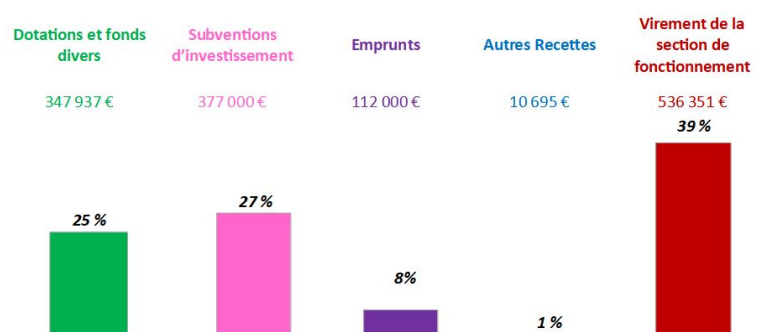 Dotations et fonds
divers
347 937 €
25 %
Subventions
d'investissement
377 000 €
27 %
Emprunts
112 000 €
8%
Autres Recettes
10 695 €
1 %
Virement de la
section de
fonctionnement
536 351 €
39 %